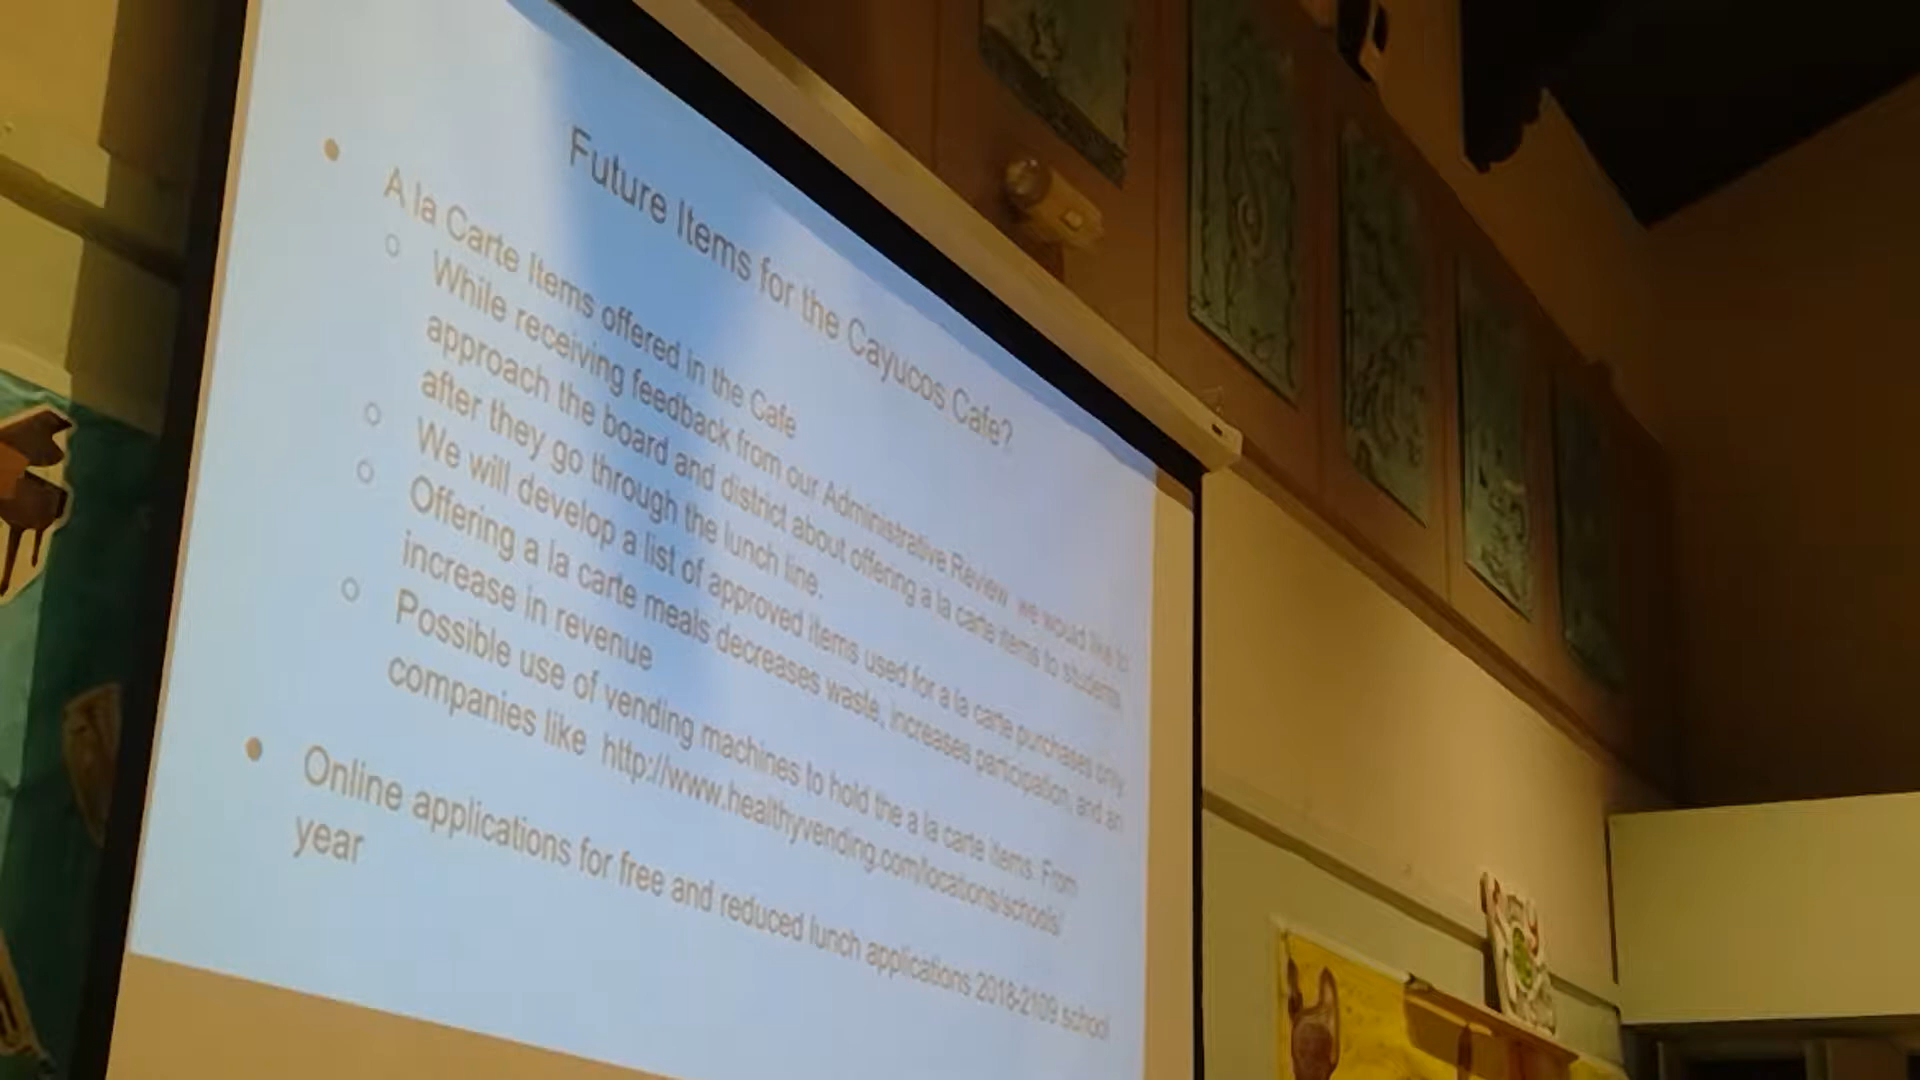 Future Items for the Cayucos Cafe?
A la Carte Items offered in the Cafe
While receiving feedback from our Administrative Review we would like to
approach the board and district about offering a la carte items to students
after they go through the lunch line.
We will develop a list of approved items used for a la carte purchases only
Offering a la carte meals decreases waste, increases participation, and an
increase in revenue
Possible use of vending machines to hold the a la carte items. From
companies like http://www.healthyvending.com/locations/schools/
Online applications for free and reduced lunch applications 2018-2109 school
year